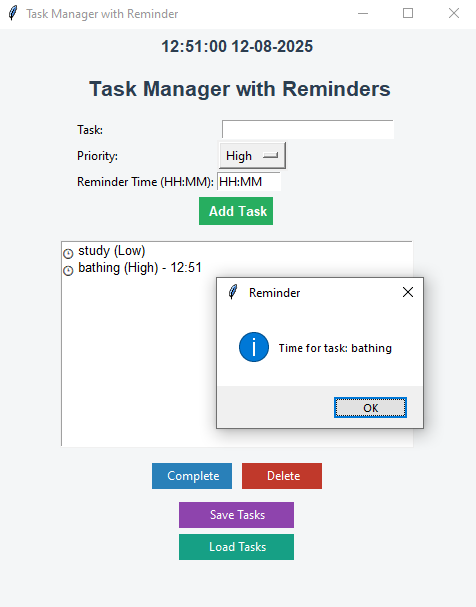 Task Manager with Reminder
12:51:00 12-08-2025
Task Manager with Reminders
Task:
Priority: High
Reminder Time (HH:MM): HH:MM
Add Task
study (Low)
bathing (High) - 12:51
Reminder
Time for task: bathing
OK
Complete Delete
Save Tasks
Load Tasks